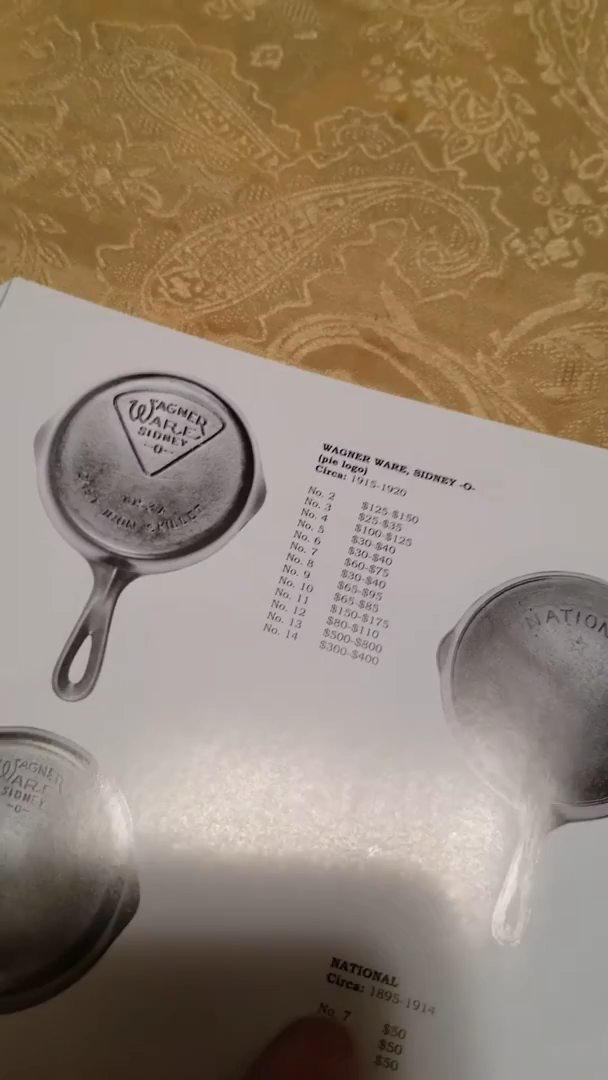 WAGNER
WARE
SIDNEY
-O-
WAGNER WARE, SIDNEY -O-
(pie logo)
Circa: 1915-1920
No. 2 $125-$150
No. 3 $25-$35
No. 4 $100-$125
No. 5 $30-$40
No. 6 $30-$40
No. 7 $60-$75
No. 8 $30-$40
No. 9 $65-$95
No. 10 $65-$85
No. 11 $150-$175
No. 12 $80-$110
No. 13 $500-$800
No. 14 $300-$400
NATION
WAGNER
WARE
SIDNEY
-O-
NATIONAL
Circa: 1895-1914
No. 7 $50
$50
$50